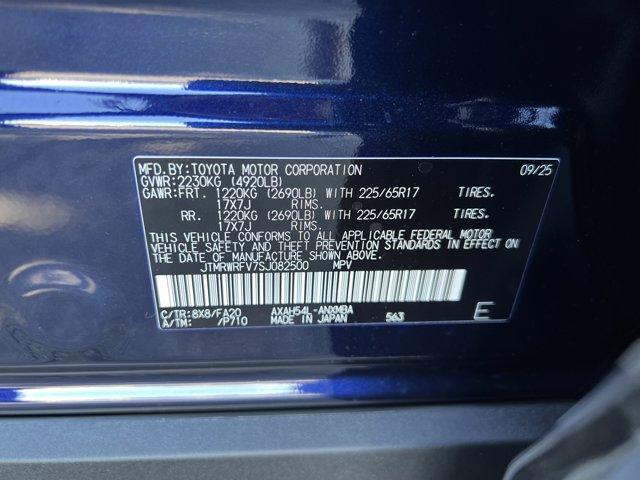 MFD.BY:TOYOTA MOTOR CORPORATION 09/25
GVWR:2230KG (4920LB)
GAWR:FRT. 1220KG (2690LB) WITH 225/65R17 TIRES.
17X7J RIMS.
RR. 1220KG (2690LB) WITH 225/65R17 TIRES.
17X7J RIMS.
THIS VEHICLE CONFORMS TO ALL APPLICABLE FEDERAL MOTOR
VEHICLE SAFETY AND THEFT PREVENTION STANDARDS IN EFFECT ON
THE DATE OF MANUFACTURE SHOWN ABOVE.
JTMRWRFV7SJ082500 MPV
C/TR:8X8/FA20 AXAH54L-ANXMBA
A/TM: /P710 MADE IN JAPAN 563 E